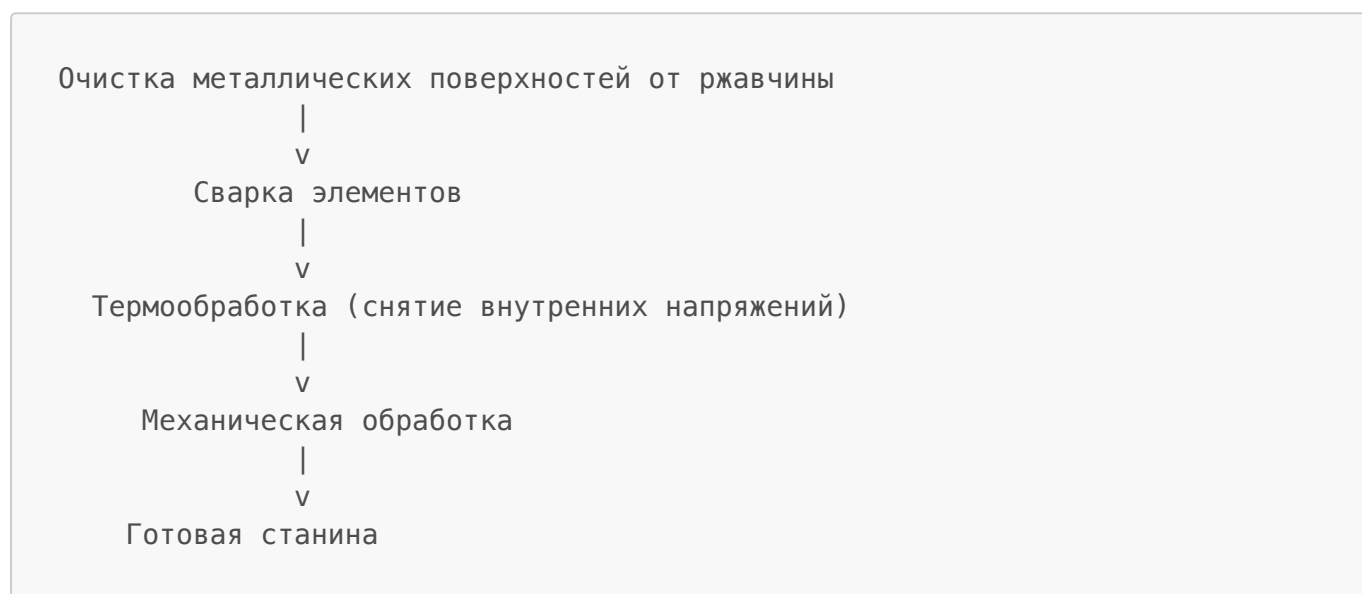 Очистка металлических поверхностей от ржавчины
|
v
Сварка элементов
|
v
Термообработка (снятие внутренних напряжений)
|
v
Механическая обработка
|
v
Готовая станина